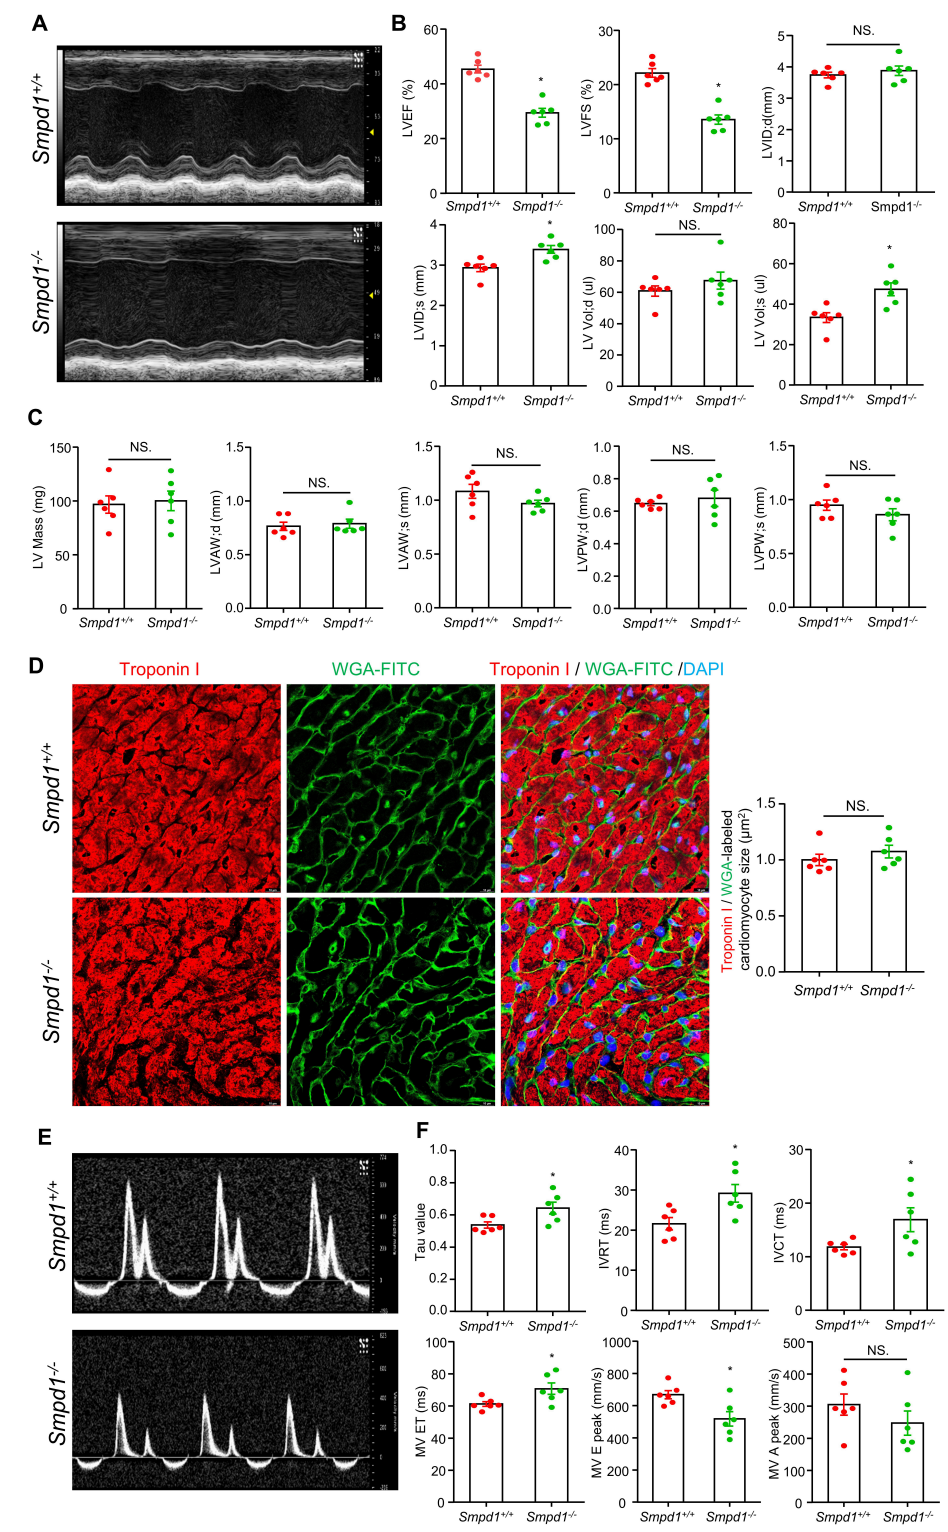 A
Smpd1+/+
Smpd1-/-
B
60
40
20
0
LVEF (%)
*
Smpd1+/+ Smpd1-/-
30
20
10
0
LVFS (%)
*
Smpd1+/+ Smpd1-/-
5
4
3
2
1
0
LVID;d(mm)
NS.
Smpd1+/+ Smpd1-/-
4
3
2
1
0
LVID;s (mm)
*
Smpd1+/+ Smpd1-/-
100
80
60
40
20
0
LV Vol;d (ul)
NS.
Smpd1+/+ Smpd1-/-
80
60
40
20
0
LV Vol;s (ul)
*
Smpd1+/+ Smpd1-/-
C
150
100
50
0
LV Mass (mg)
NS.
Smpd1+/+ Smpd1-/-
1.5
1.0
0.5
0.0
LVAW;d (mm)
NS.
Smpd1+/+ Smpd1-/-
1.5
1.0
0.5
0.0
LVAW;s (mm)
NS.
Smpd1+/+ Smpd1-/-
1.0
0.8
0.6
0.4
0.2
0.0
LVPW;d (mm)
NS.
Smpd1+/+ Smpd1-/-
1.5
1.0
0.5
0.0
LVPW;s (mm)
NS.
Smpd1+/+ Smpd1-/-
D
Troponin I
WGA-FITC
Troponin I / WGA-FITC /DAPI
Smpd1+/+
Smpd1-/-
1.5
1.0
0.5
0.0
Troponin I / WGA-labeled
cardiomyocyte size (μm2)
NS.
Smpd1+/+ Smpd1-/-
E
Smpd1+/+
Smpd1-/-
F
1.0
0.8
0.6
0.4
0.2
0.0
Tau value
*
Smpd1+/+ Smpd1-/-
40
30
20
10
0
IVRT (ms)
*
Smpd1+/+ Smpd1-/-
30
20
10
0
IVCT (ms)
*
Smpd1+/+ Smpd1-/-
100
80
60
40
20
0
MV ET (ms)
*
Smpd1+/+ Smpd1-/-
1000
800
600
400
200
0
MV E peak (mm/s)
*
Smpd1+/+ Smpd1-/-
500
400
300
200
100
0
MV A peak (mm/s)
NS.
Smpd1+/+ Smpd1-/-